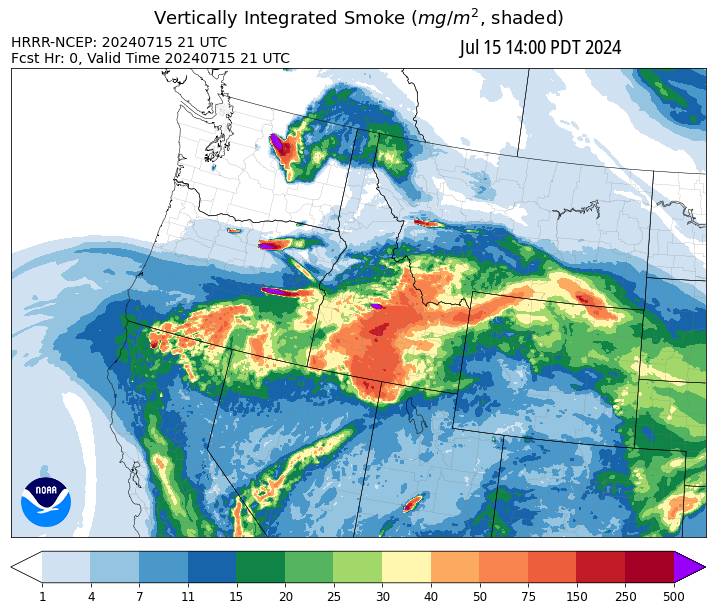 Vertically Integrated Smoke (mg/m², shaded)
HRRR-NCEP: 20240715 21 UTC
Jul 15 14:00 PDT 2024
Fcst Hr: 0, Valid Time 20240715 21 UTC
NOAA
1 4 7 11 15 20 25 30 40 50 75 150 250 500